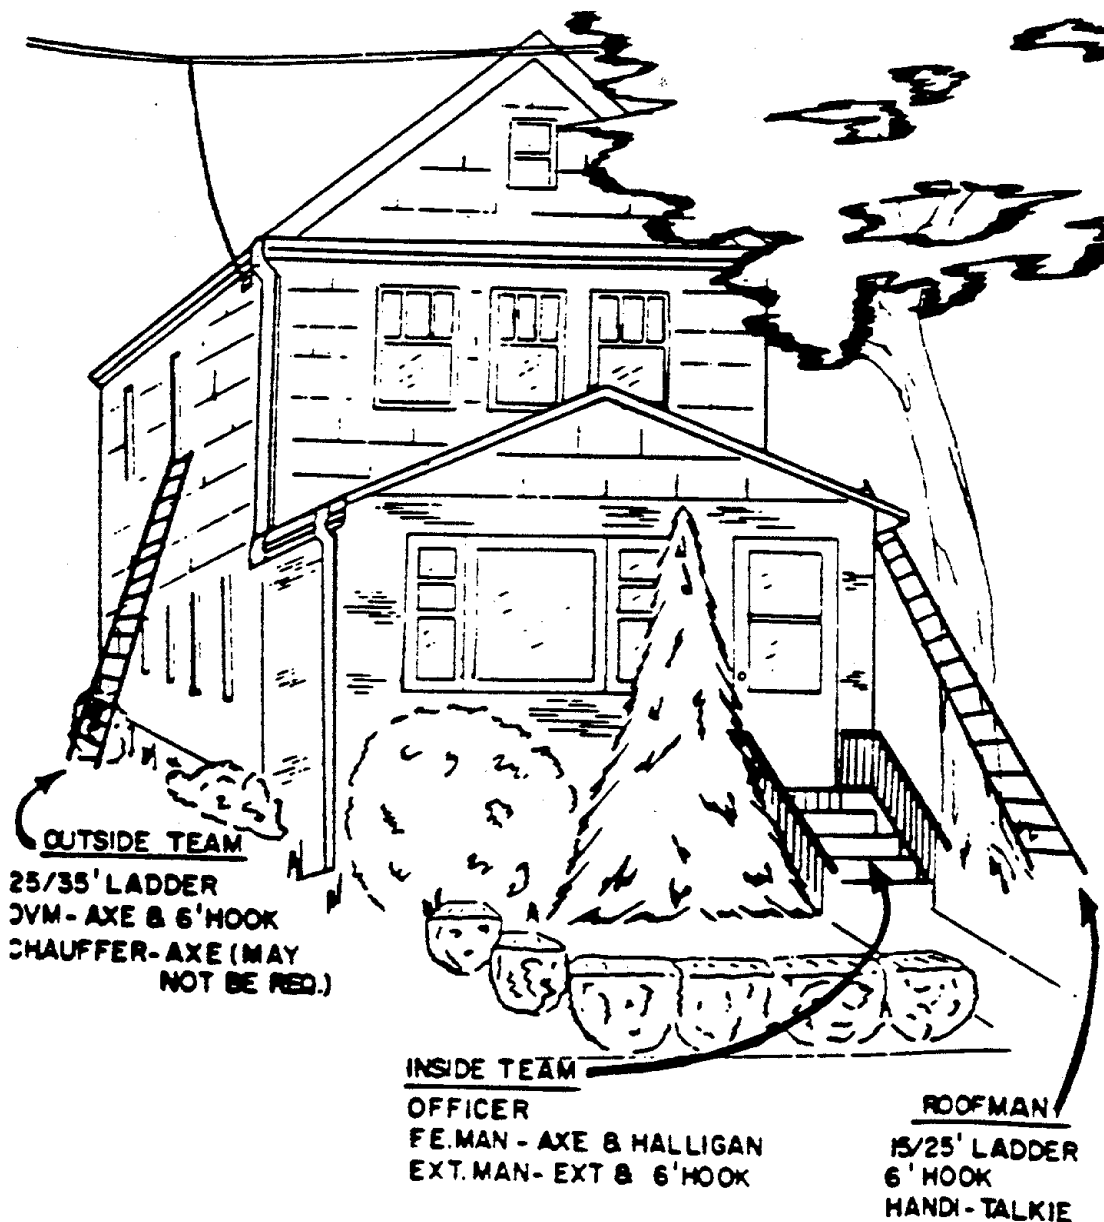 OUTSIDE TEAM
25/35' LADDER
OVM- AXE & 6' HOOK
CHAUFFER- AXE (MAY
NOT BE REQ.)
INSIDE TEAM
OFFICER
F.E. MAN - AXE & HALLIGAN
EXT. MAN- EXT & 6' HOOK
ROOFMAN
15/25' LADDER
6' HOOK
HANDI-TALKIE